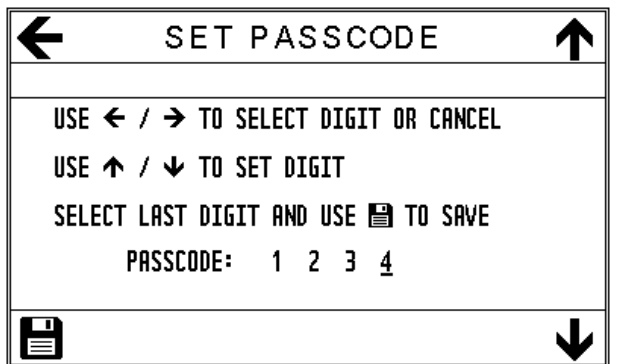 SET PASSCODE
USE ← / → TO SELECT DIGIT OR CANCEL
USE ↑ / ↓ TO SET DIGIT
SELECT LAST DIGIT AND USE 💾 TO SAVE
PASSCODE: 1 2 3 4